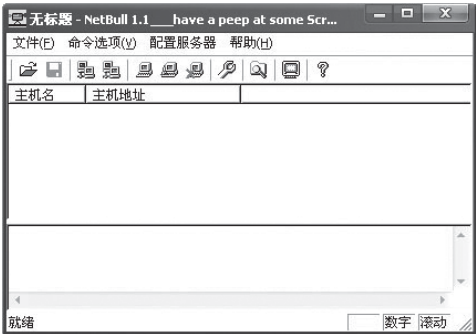 无标题 - NetBull 1.1___have a peep at some Scr...
文件(F) 命令选项(V) 配置服务器 帮助(H)
主机名 主机地址
就绪 数字 滚动